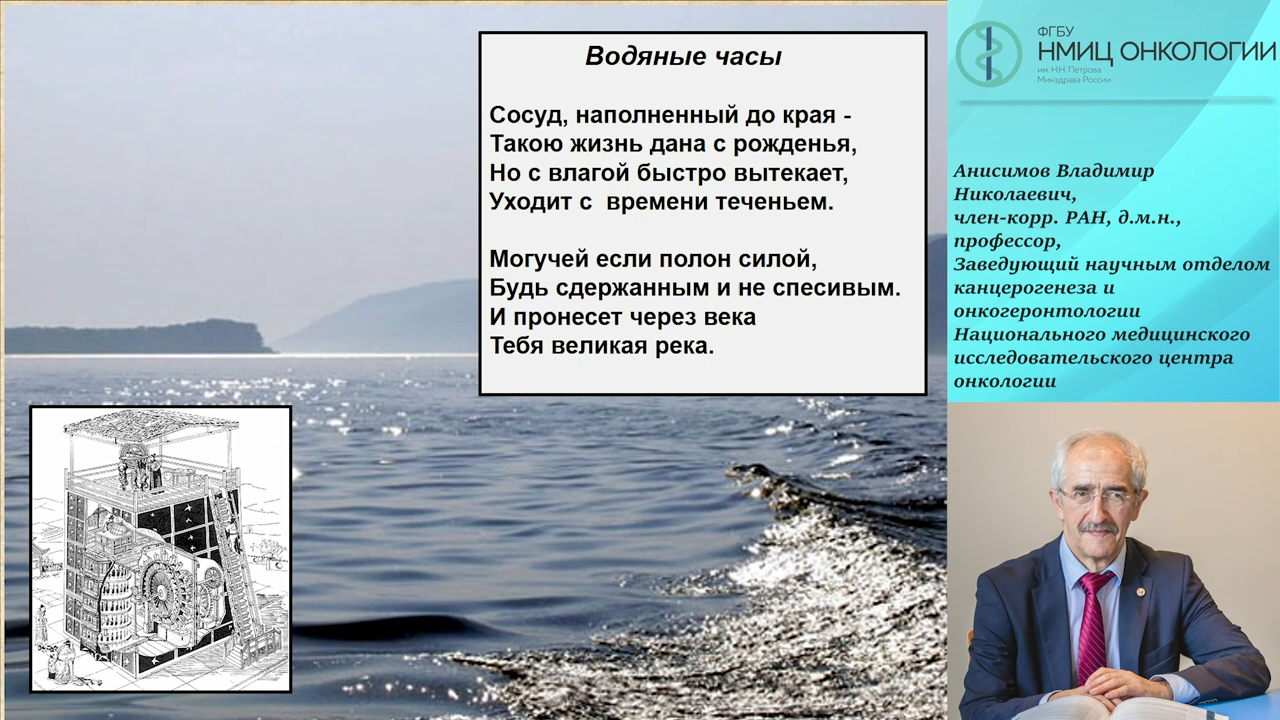 Водяные часы
Сосуд, наполненный до края -
Такою жизнь дана с рожденья,
Но с влагой быстро вытекает,
Уходит с  времени теченьем.
Могучей если полон силой,
Будь сдержанным и не спесивым.
И пронесет через века
Тебя великая река.
ФГБУ
НМИЦ ОНКОЛОГИИ
им. Н.Н. Петрова
Минздрава России
Анисимов Владимир
Николаевич,
член-корр. РАН, д.м.н.,
профессор,
Заведующий научным отделом
канцерогенеза и
онкогеронтологии
Национального медицинского
исследовательского центра
онкологии